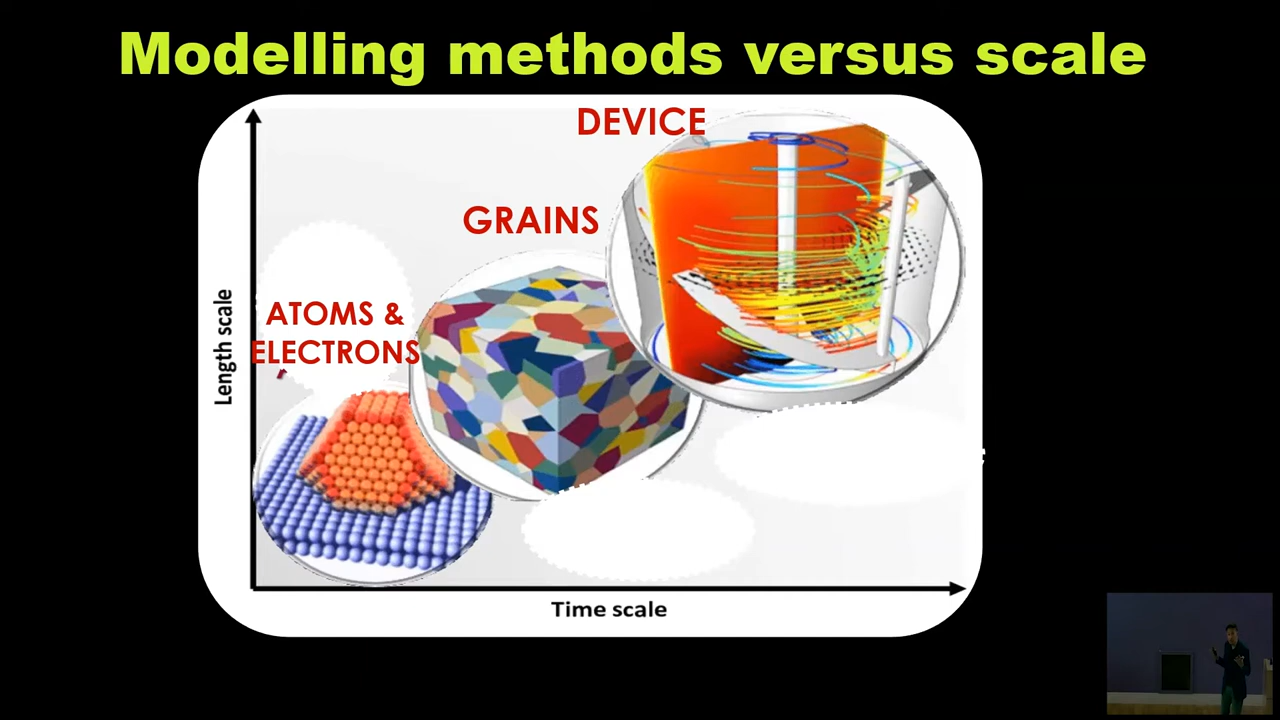 Modelling methods versus scale
DEVICE
GRAINS
ATOMS &
ELECTRONS
Length scale
Time scale